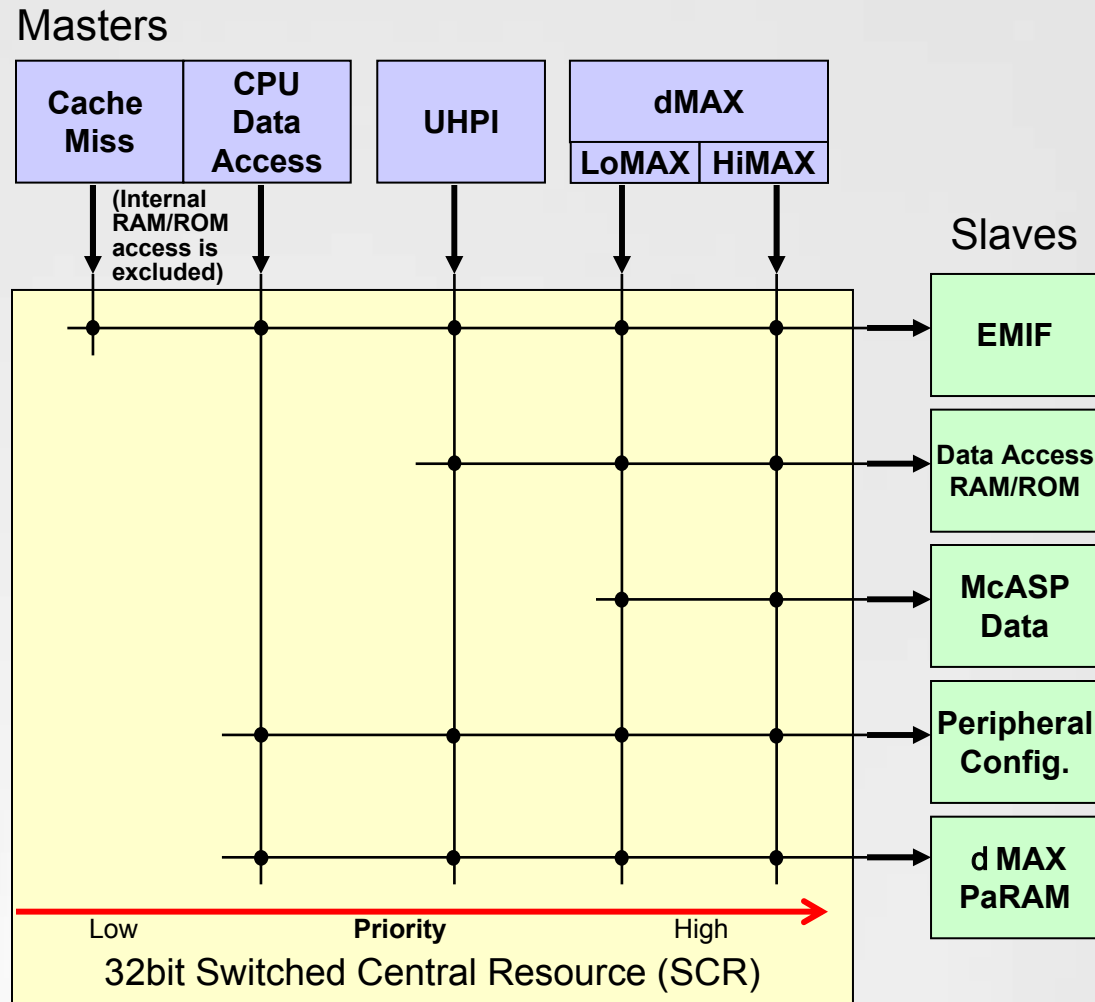 Masters
Cache
Miss
CPU
Data
Access
UHPI
dMAX
LoMAX
HiMAX
(Internal
RAM/ROM
access is
excluded)
Slaves
EMIF
Data Access
RAM/ROM
McASP
Data
Peripheral
Config.
d MAX
PaRAM
Low
Priority
High
32bit Switched Central Resource (SCR)